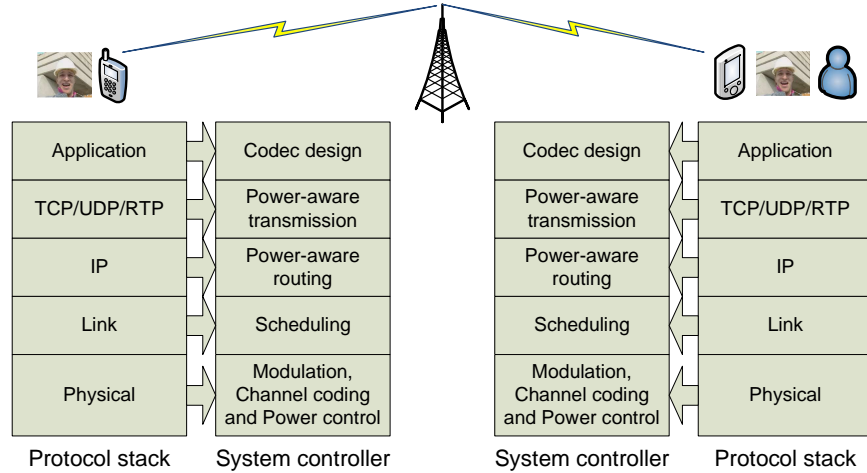 Application
Codec design
Codec design
Application
TCP/UDP/RTP
Power-aware
transmission
Power-aware
transmission
TCP/UDP/RTP
IP
Power-aware
routing
Power-aware
routing
IP
Link
Scheduling
Scheduling
Link
Physical
Modulation,
Channel coding
and Power control
Modulation,
Channel coding
and Power control
Physical
Protocol stack
System controller
System controller
Protocol stack